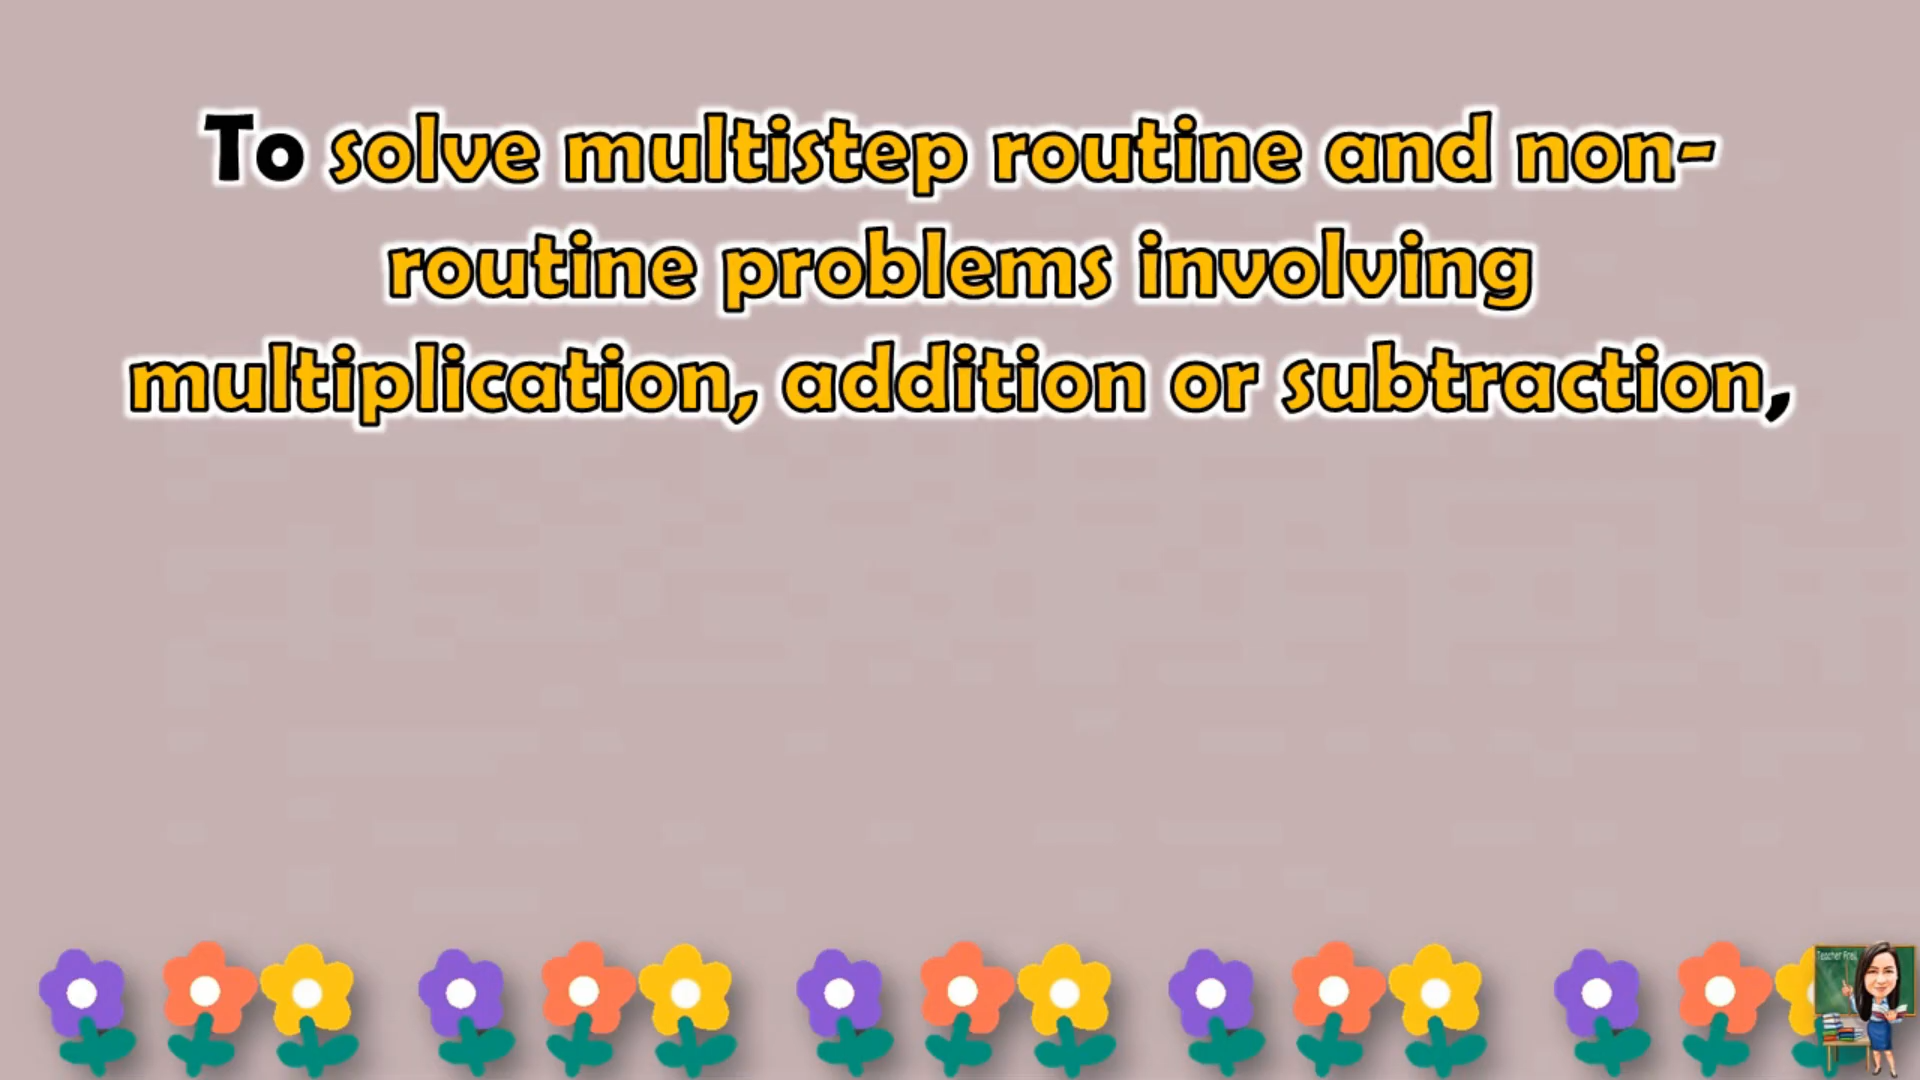 To solve multistep routine and non-
routine problems involving
multiplication, addition or subtraction,